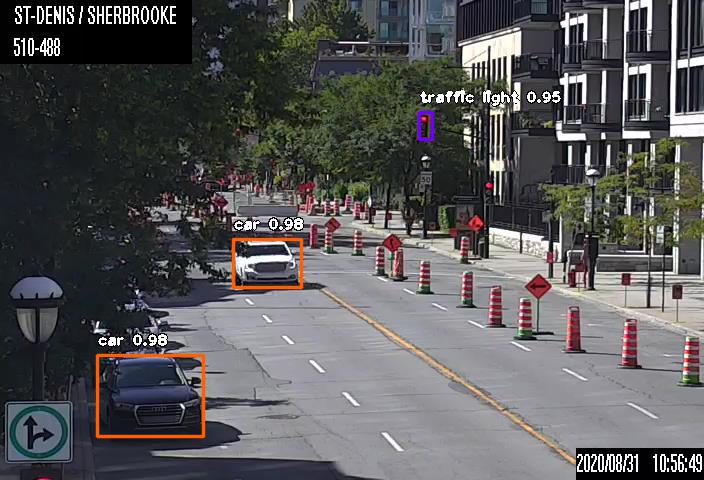 ST-DENIS / SHERBROOKE
510-488
traffic light 0.95
50
car 0.98
car 0.98
2020/08/31 10:56:49